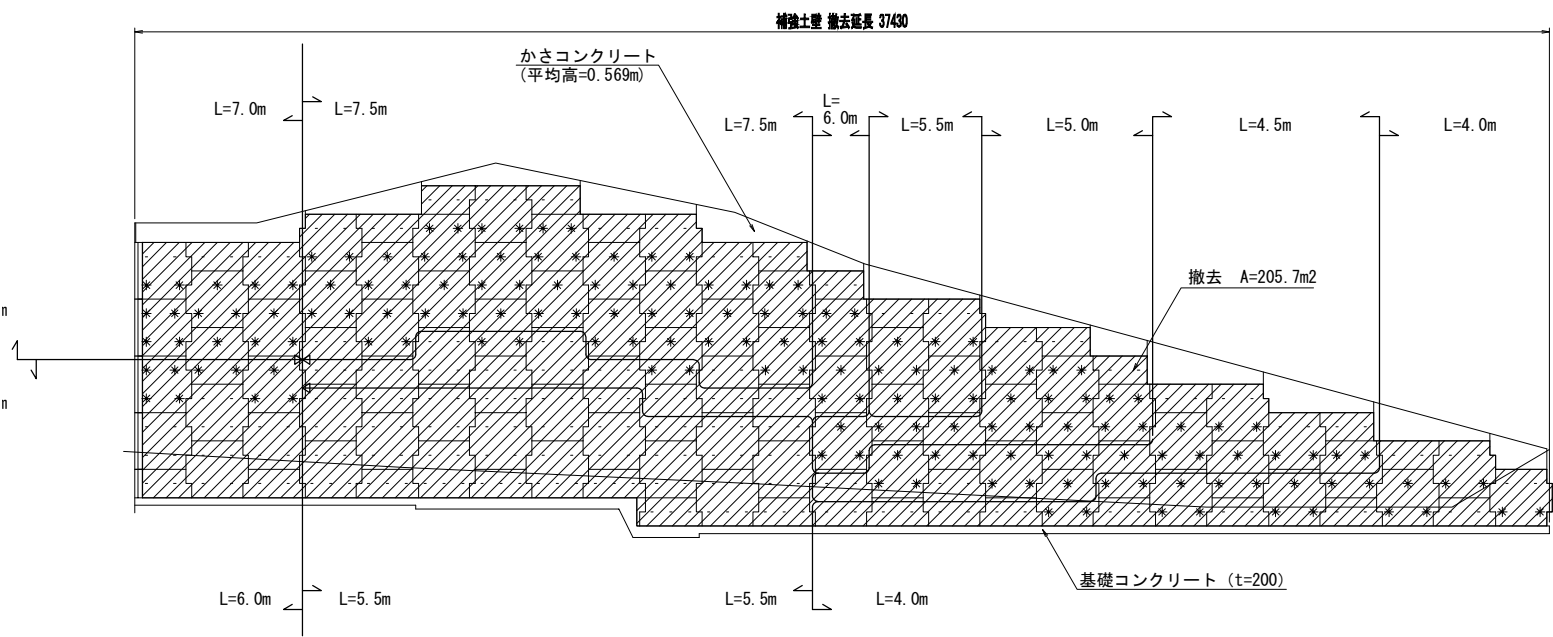 補強土壁 撤去延長 37430
かさコンクリート
(平均高=0.569m)
L=7.0m
L=7.5m
L=7.5m
L=
6.0m
L=5.5m
L=5.0m
L=4.5m
L=4.0m
撤去 A=205.7m2
m
m
基礎コンクリート (t=200)
L=6.0m
L=5.5m
L=5.5m
L=4.0m